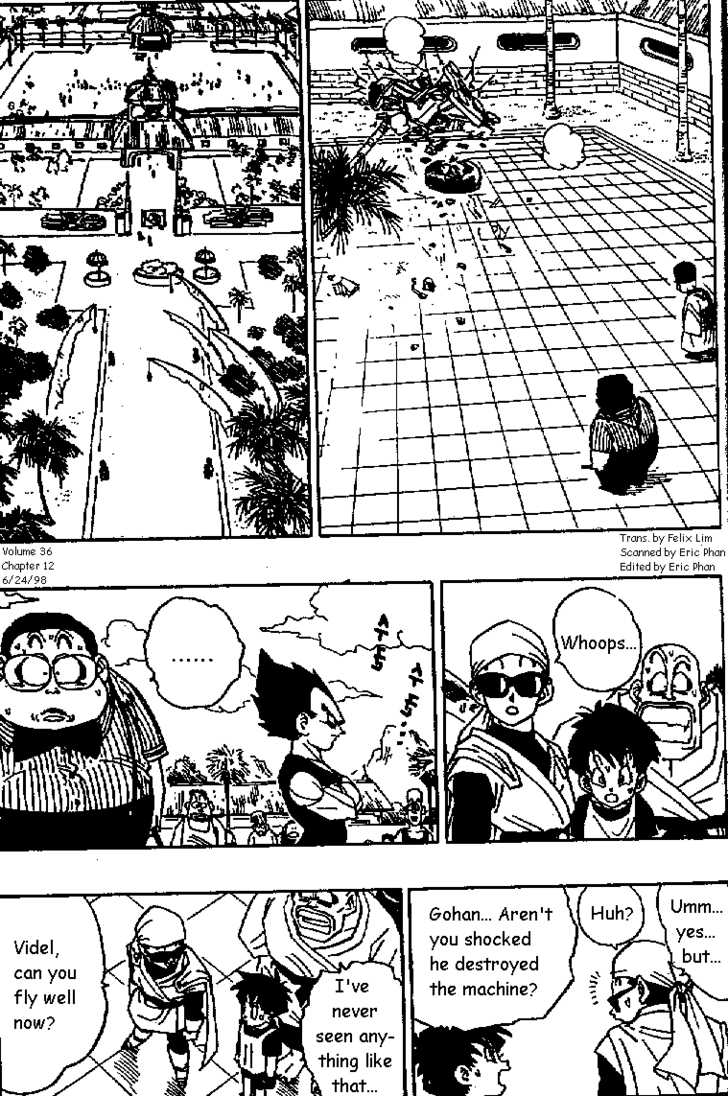 Volume 36
Chapter 12
6/24/98
Trans. by Felix Lim
Scanned by Eric Phan
Edited by Eric Phan
......
Whoops...
Videl,
can you
fly well
now?
I've
never
seen any-
thing like
that...
Gohan... Aren't
you shocked
he destroyed
the machine?
Huh?
Umm...
yes...
but...